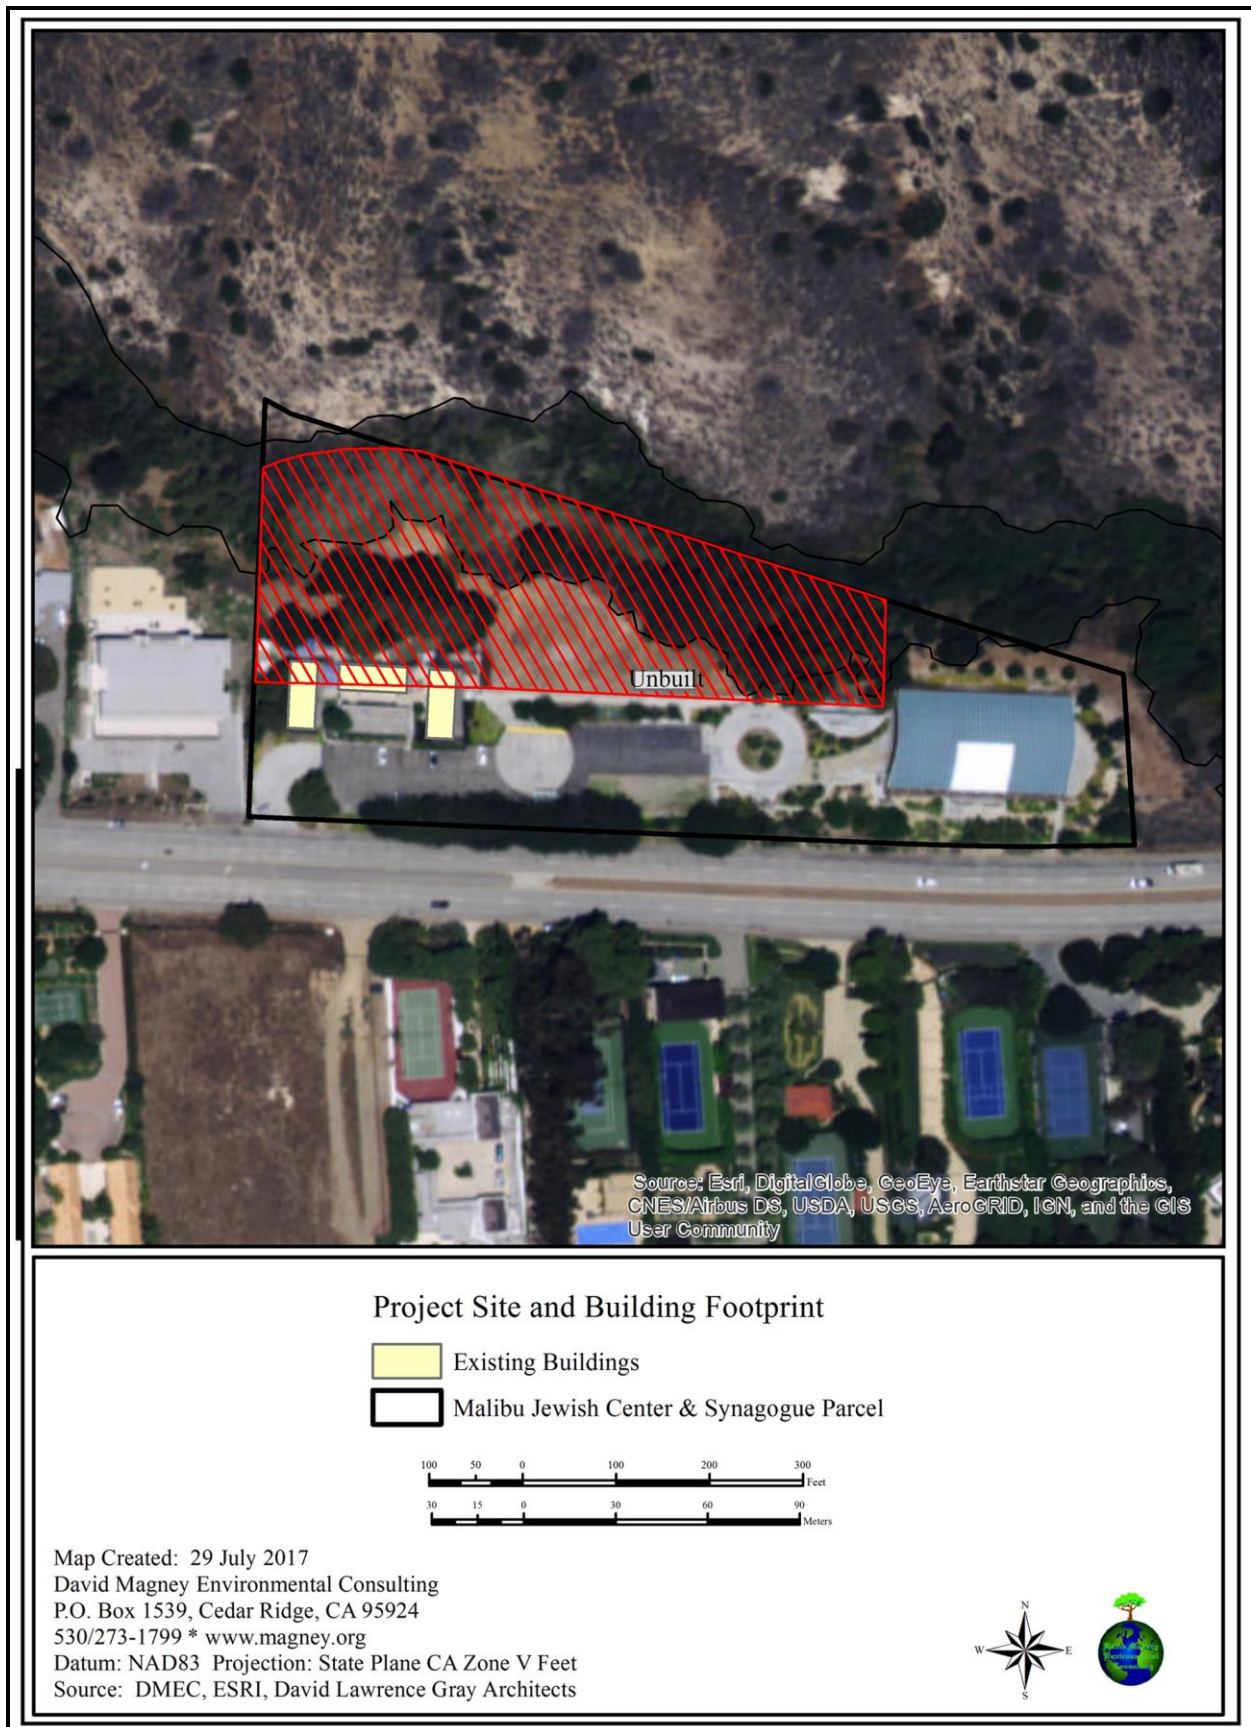 Unbuilt
Source: Esri, DigitalGlobe, GeoEye, Earthstar Geographics,
CNES/Airbus DS, USDA, USGS, AeroGRID, IGN, and the GIS
User Community
Project Site and Building Footprint
Existing Buildings
Malibu Jewish Center & Synagogue Parcel
100 50 0 100 200 300
Feet
30 15 0 30 60 90
Meters
Map Created: 29 July 2017
David Magney Environmental Consulting
P.O. Box 1539, Cedar Ridge, CA 95924
530/273-1799 * www.magney.org
Datum: NAD83 Projection: State Plane CA Zone V Feet
Source: DMEC, ESRI, David Lawrence Gray Architects
N
W E
S